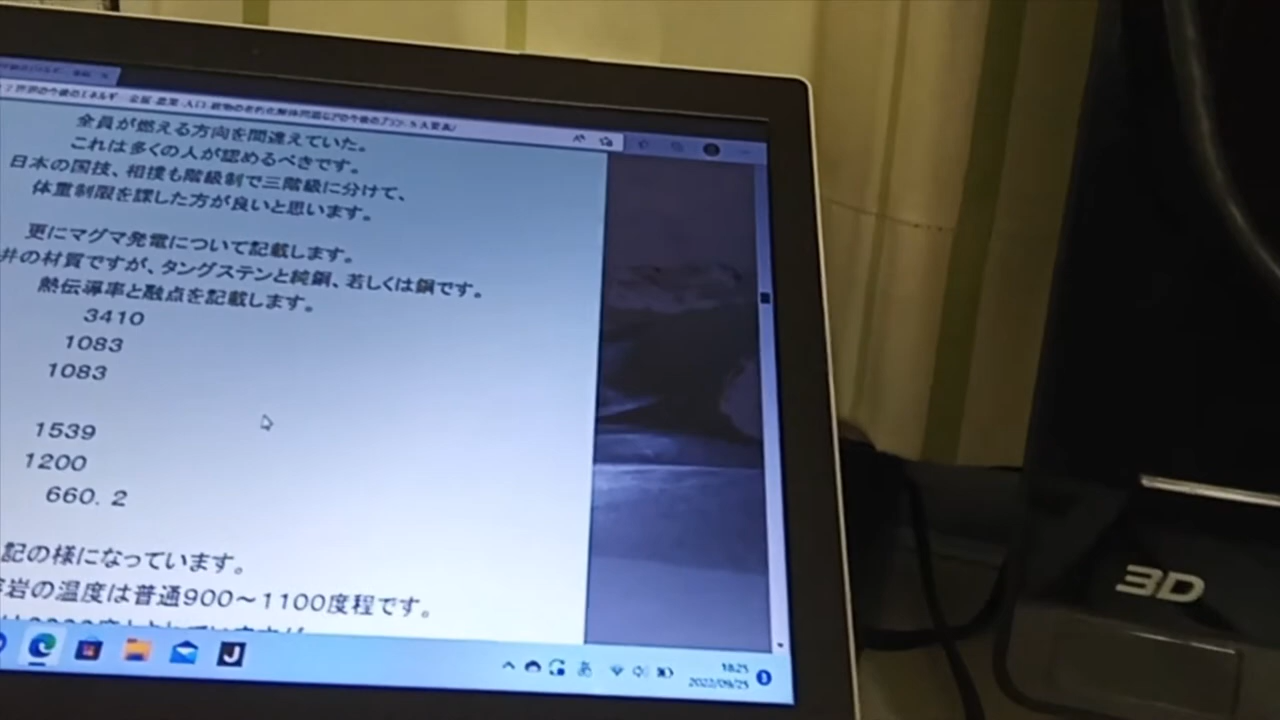 全員が燃える方向を間違えていた。
これは多くの人が認めるべきです。
日本の国技、相撲も階級制で三階級に分けて、
体重制限を課した方が良いと思います。
更にマグマ発電について記載します。
井の材質ですが、タングステンと純銅、若しくは銅です。
熱伝導率と融点を記載します。
3410
1083
1083
1539
1200
660. 2
記の様になっています。
岩の温度は普通900～1100度程です。
18:25
2022/09/25
3D